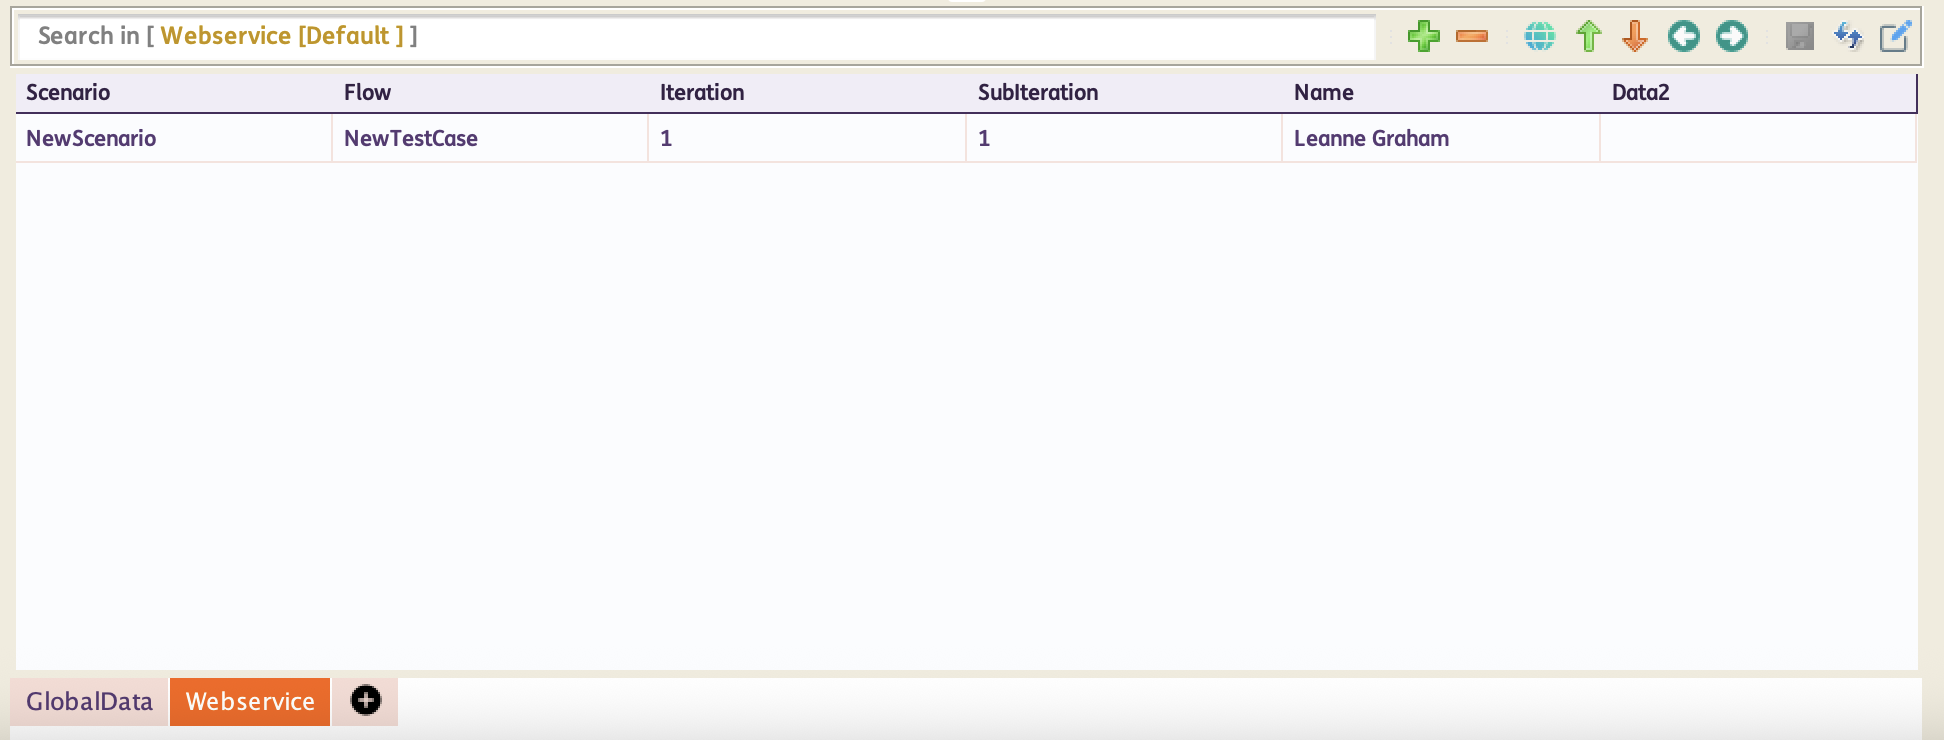 Search in [ Webservice [Default ] ]
Scenario Flow Iteration SubIteration Name Data2
NewScenario NewTestCase 1 1 Leanne Graham
GlobalData Webservice